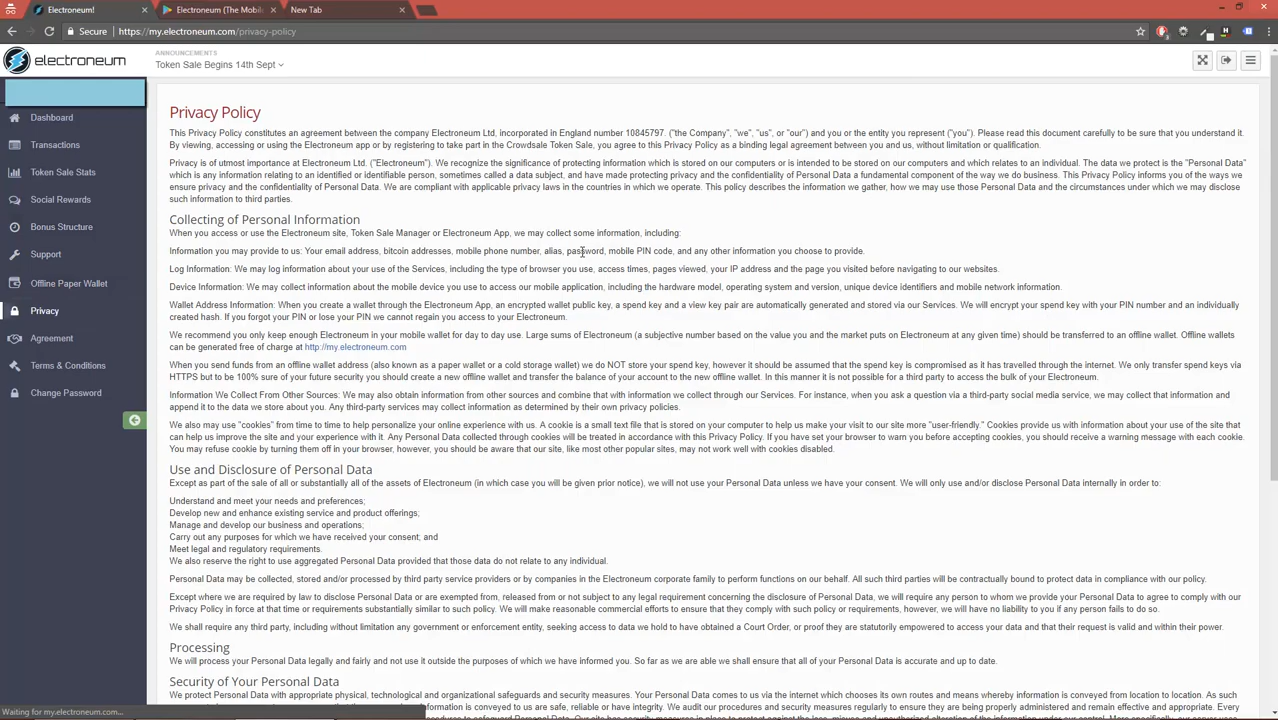 Electroneum!
Electroneum (The Mobile
New Tab
Secure https://my.electroneum.com/privacy-policy
electroneum
ANNOUNCEMENTS
Token Sale Begins 14th Sept
Dashboard
Transactions
Token Sale Stats
Social Rewards
Bonus Structure
Support
Offline Paper Wallet
Privacy
Agreement
Terms & Conditions
Change Password
Privacy Policy
This Privacy Policy constitutes an agreement between the company Electroneum Ltd, incorporated in England number 10845797. ("the Company", "we", "us", or "our") and you or the entity you represent ("you"). Please read this document carefully to be sure that you understand it.
By viewing, accessing or using the Electroneum app or by registering to take part in the Crowdsale Token Sale, you agree to this Privacy Policy as a binding legal agreement between you and us, without limitation or qualification.
Privacy is of utmost importance at Electroneum Ltd. ("Electroneum"). We recognize the significance of protecting information which is stored on our computers or is intended to be stored on our computers and which relates to an individual. The data we protect is the "Personal Data"
which is any information relating to an identified or identifiable person, sometimes called a data subject, and have made protecting privacy and the confidentiality of Personal Data a fundamental component of the way we do business. This Privacy Policy informs you of the ways we
ensure privacy and the confidentiality of Personal Data. We are compliant with applicable privacy laws in the countries in which we operate. This policy describes the information we gather, how we may use those Personal Data and the circumstances under which we may disclose
such information to third parties.
Collecting of Personal Information
When you access or use the Electroneum site, Token Sale Manager or Electroneum App, we may collect some information, including:
Information you may provide to us: Your email address, bitcoin addresses, mobile phone number, alias, password, mobile PIN code, and any other information you choose to provide.
Log Information: We may log information about your use of the Services, including the type of browser you use, access times, pages viewed, your IP address and the page you visited before navigating to our websites.
Device Information: We may collect information about the mobile device you use to access our mobile application, including the hardware model, operating system and version, unique device identifiers and mobile network information.
Wallet Address Information: When you create a wallet through the Electroneum App, an encrypted wallet public key, a spend key and a view key pair are automatically generated and stored via our Services. We will encrypt your spend key with your PIN number and an individually
created hash. If you forgot your PIN or lose your PIN we cannot regain you access to your Electroneum.
We recommend you only keep enough Electroneum in your mobile wallet for day to day use. Large sums of Electroneum (a subjective number based on the value you and the market puts on Electroneum at any given time) should be transferred to an offline wallet. Offline wallets
can be generated free of charge at http://my.electroneum.com
When you send funds from an offline wallet address (also known as a paper wallet or a cold storage wallet) we do NOT store your spend key, however it should be assumed that the spend key is compromised as it has travelled through the internet. We only transfer spend keys via
HTTPS but to be 100% sure of your future security you should create a new offline wallet and transfer the balance of your account to the new offline wallet. In this manner it is not possible for a third party to access the bulk of your Electroneum.
Information We Collect From Other Sources: We may also obtain information from other sources and combine that with information we collect through our Services. For instance, when you ask a question via a third-party social media service, we may collect that information and
append it to the data we store about you. Any third-party services may collect information as determined by their own privacy policies.
We also may use "cookies" from time to time to help personalize your online experience with us. A cookie is a small text file that is stored on your computer to help us make your visit to our site more "user-friendly." Cookies provide us with information about your use of the site that
can help us improve the site and your experience with it. Any Personal Data collected through cookies will be treated in accordance with this Privacy Policy. If you have set your browser to warn you before accepting cookies, you should receive a warning message with each cookie.
You may refuse cookie by turning them off in your browser, however, you should be aware that our site, like most other popular sites, may not work well with cookies disabled.
Use and Disclosure of Personal Data
Except as part of the sale of all or substantially all of the assets of Electroneum (in which case you will be given prior notice), we will not use your Personal Data unless we have your consent. We will only use and/or disclose Personal Data internally in order to:
Understand and meet your needs and preferences;
Develop new and enhance existing service and product offerings;
Manage and develop our business and operations;
Carry out any purposes for which we have received your consent; and
Meet legal and regulatory requirements.
We also reserve the right to use aggregated Personal Data provided that those data do not relate to any individual.
Personal Data may be collected, stored and/or processed by third party service providers or by companies in the Electroneum corporate family to perform functions on our behalf. All such third parties will be contractually bound to protect data in compliance with our policy.
Except where we are required by law to disclose Personal Data or are exempted from, released from or not subject to any legal requirement concerning the disclosure of Personal Data, we will require any person to whom we provide your Personal Data to agree to comply with our
Privacy Policy in force at that time or requirements substantially similar to such policy. We will make reasonable commercial efforts to ensure that they comply with such policy or requirements, however, we will have no liability to you if any person fails to do so.
We shall require any third party, including without limitation any government or enforcement entity, seeking access to data we hold to have obtained a Court Order, or proof they are statutorily empowered to access your data and that their request is valid and within their power.
Processing
We will process your Personal Data legally and fairly and not use it outside the purposes of which we have informed you. So far as we are able we shall ensure that all of your Personal Data is accurate and up to date.
Security of Your Personal Data
We protect Personal Data with appropriate physical, technological and organizational safeguards and security measures. Your Personal Data comes to us via the internet which chooses its own routes and means whereby information is conveyed from location to location. As such
information is conveyed to us are safe, reliable or have integrity. We audit our procedures and security measures regularly to ensure they are being properly administered and remain effective and appropriate. Every
Waiting for my.electroneum.com...